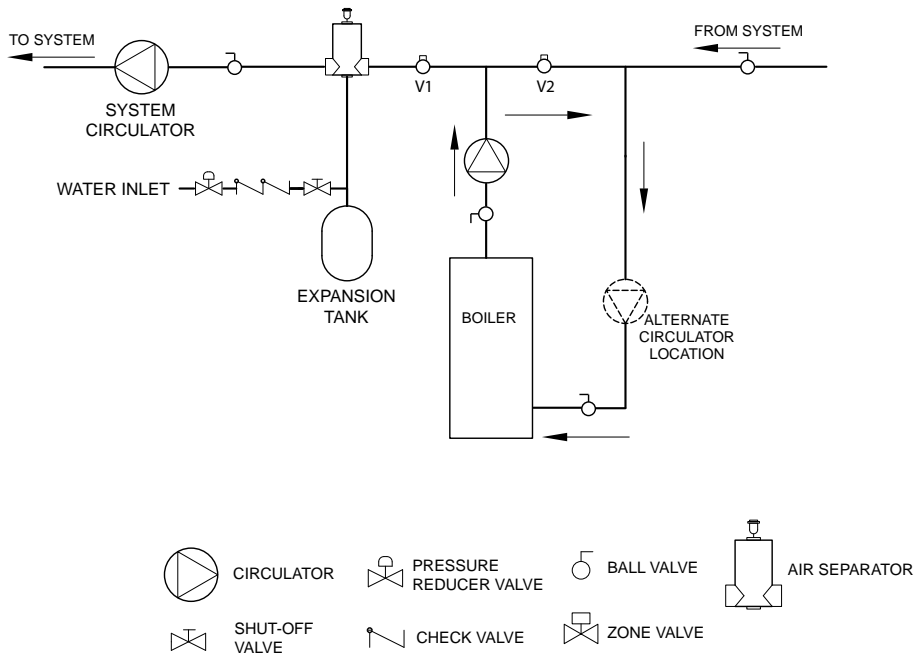 TO SYSTEM
FROM SYSTEM
V1
V2
SYSTEM
CIRCULATOR
WATER INLET
EXPANSION
TANK
BOILER
ALTERNATE
CIRCULATOR
LOCATION
CIRCULATOR
PRESSURE
REDUCER VALVE
BALL VALVE
AIR SEPARATOR
SHUT-OFF
VALVE
CHECK VALVE
ZONE VALVE